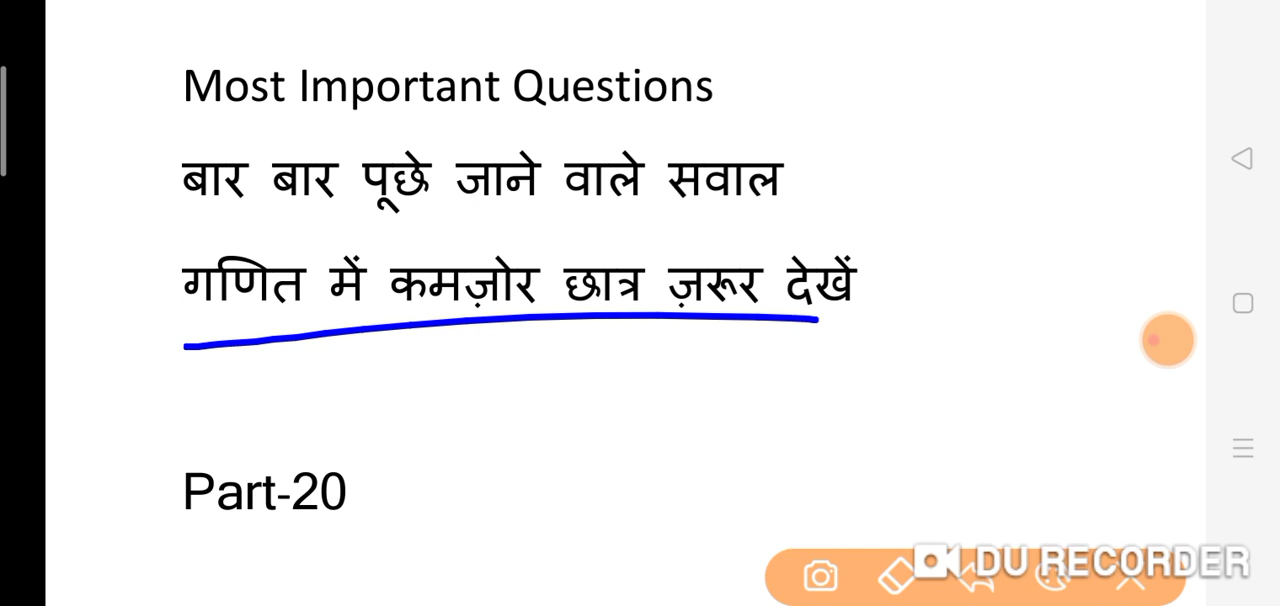 Most Important Questions
बार बार पूछे जाने वाले सवाल
गणित में कमज़ोर छात्र ज़रूर देखें
Part-20
DU RECORDER